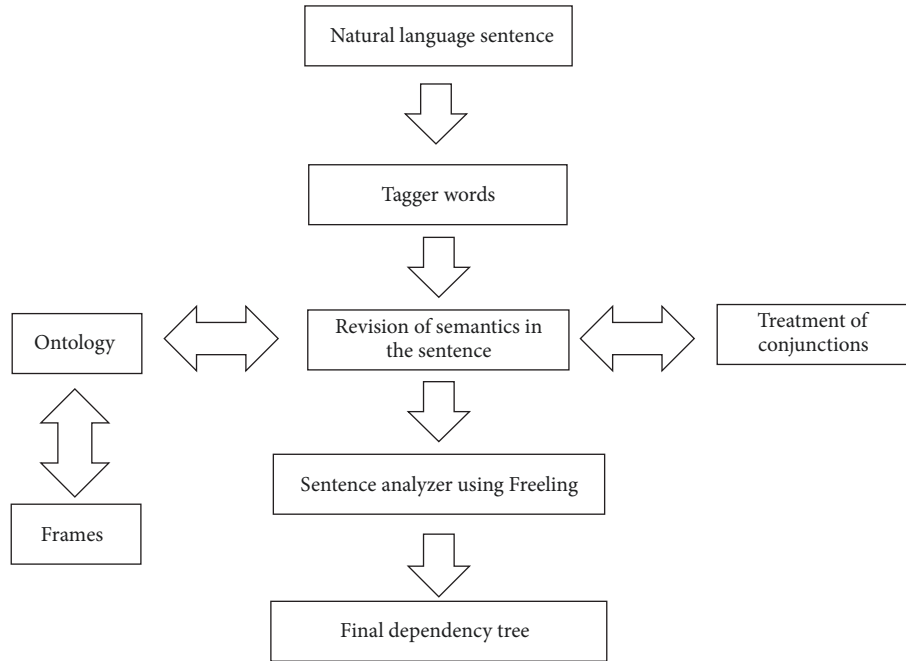 Natural language sentence
Tagger words
Ontology
Revision of semantics in
the sentence
Treatment of
conjunctions
Sentence analyzer using Freeling
Frames
Final dependency tree